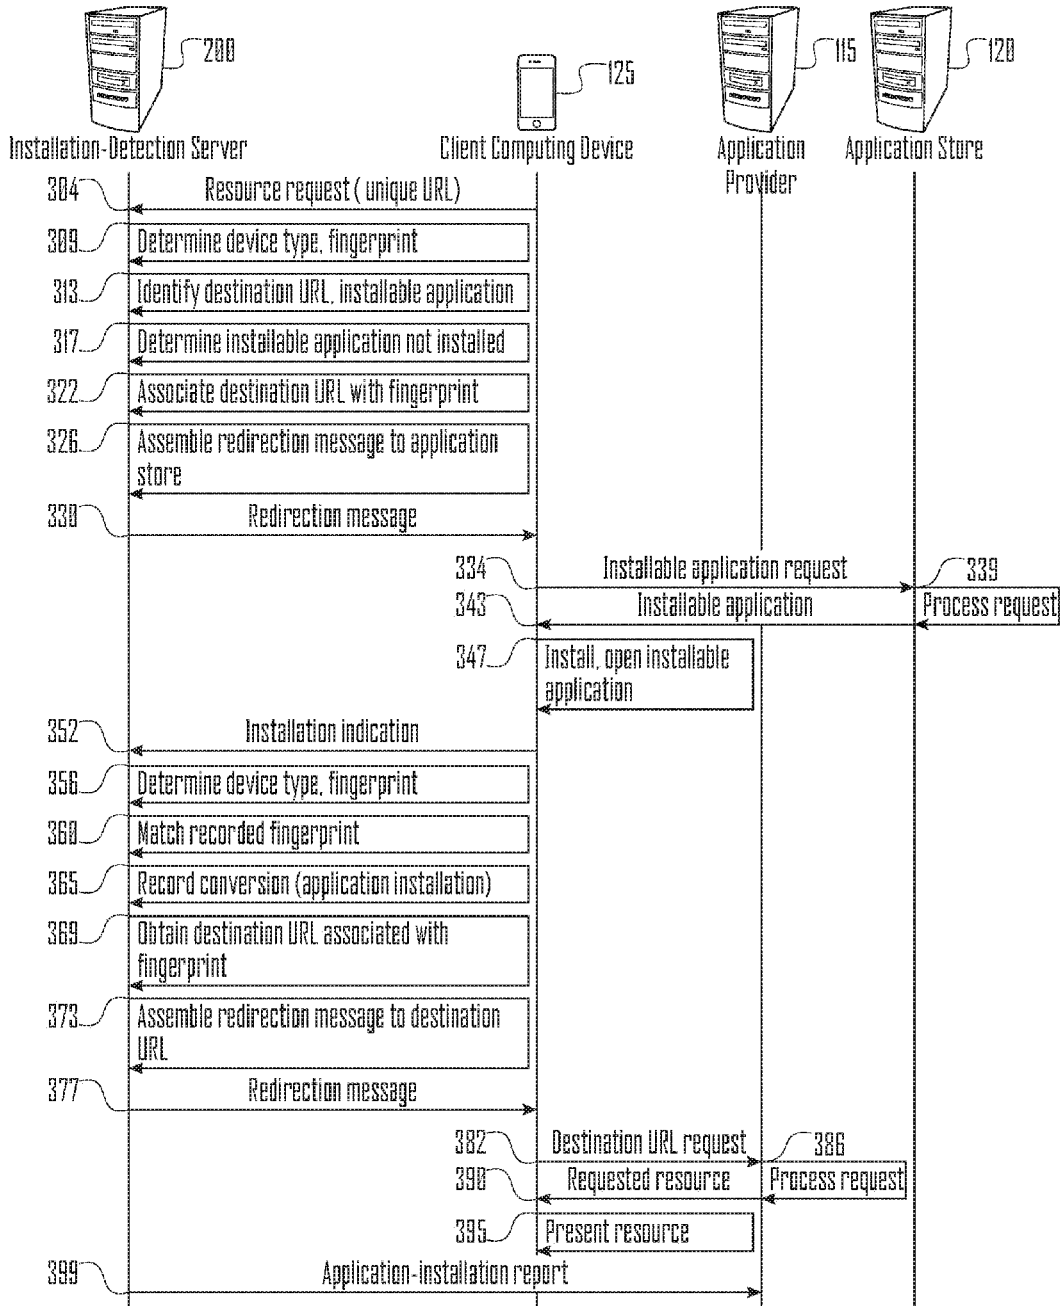 200
125
115
120
Installation-Detection Server
Client Computing Device
Application
Provider
Application Store
304
Resource request ( unique URL)
309
Determine device type, fingerprint
313
Identify destination URL, installable application
317
Determine installable application not installed
322
Associate destination URL with fingerprint
326
Assemble redirection message to application
store
330
Redirection message
334
Installable application request
339
343
Installable application
Process request
347
Install, open installable
application
352
Installation indication
356
Determine device type, fingerprint
360
Match recorded fingerprint
365
Record conversion (application installation)
369
Obtain destination URL associated with
fingerprint
373
Assemble redirection message to destination
URL
377
Redirection message
382
Destination URL request
386
390
Requested resource
Process request
395
Present resource
399
Application-installation report